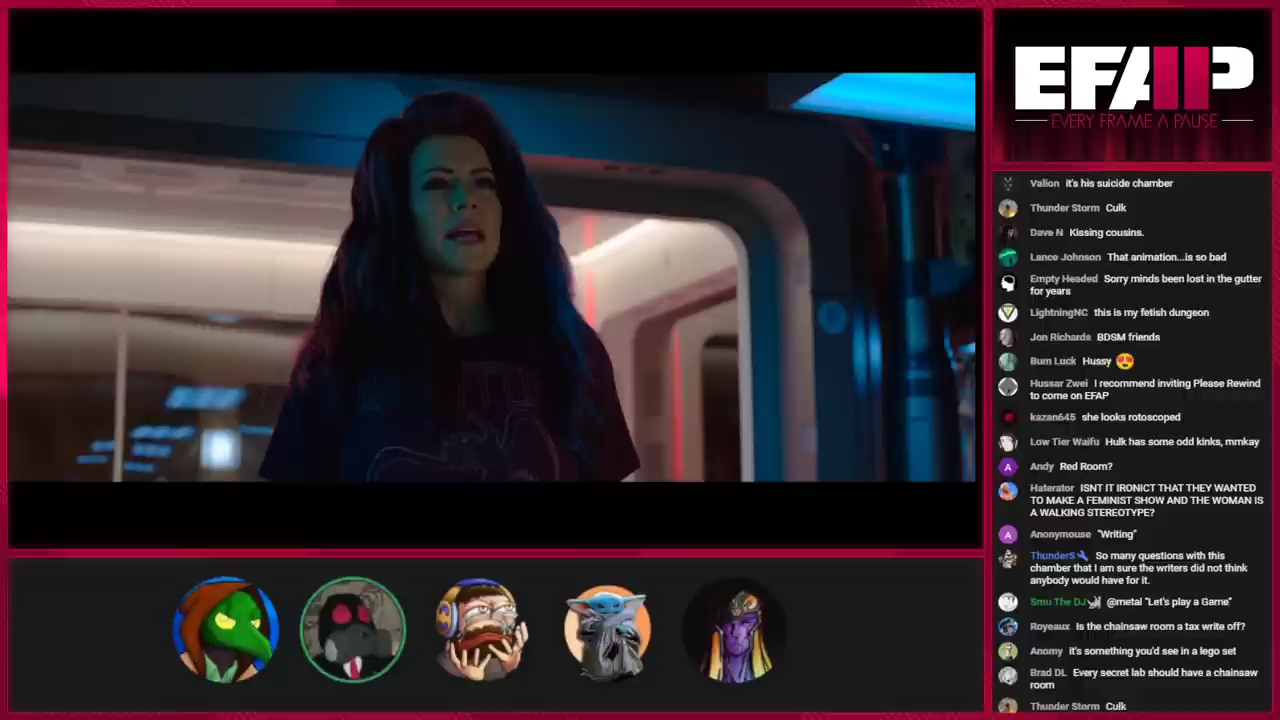 EFAP
EVERY FRAME A PAUSE
Valion it's his suicide chamber
Thunder Storm Culk
Dave N Kissing cousins.
Lance Johnson That animation...is so bad
Empty Headed Sorry minds been lost in the gutter
for years
LightningNC this is my fetish dungeon
Jon Richards BDSM friends
Bum Luck Hussy 😍
Hussar Zwei I recommend inviting Please Rewind
to come on EFAP
kazan645 she looks rotoscoped
Low Tier Waifu Hulk has some odd kinks, mmkay
A Andy Red Room?
Haterator ISNT IT IRONICT THAT THEY WANTED
TO MAKE A FEMINIST SHOW AND THE WOMAN IS
A WALKING STEREOTYPE?
A Anonymouse "Writing"
ThunderS So many questions with this
chamber that I am sure the writers did not think
anybody would have for it.
Smu The DJ @metal "Let's play a Game"
Royeaux Is the chainsaw room a tax write off?
Anomy it's something you'd see in a lego set
Brad DL Every secret lab should have a chainsaw
room
Thunder Storm Culk